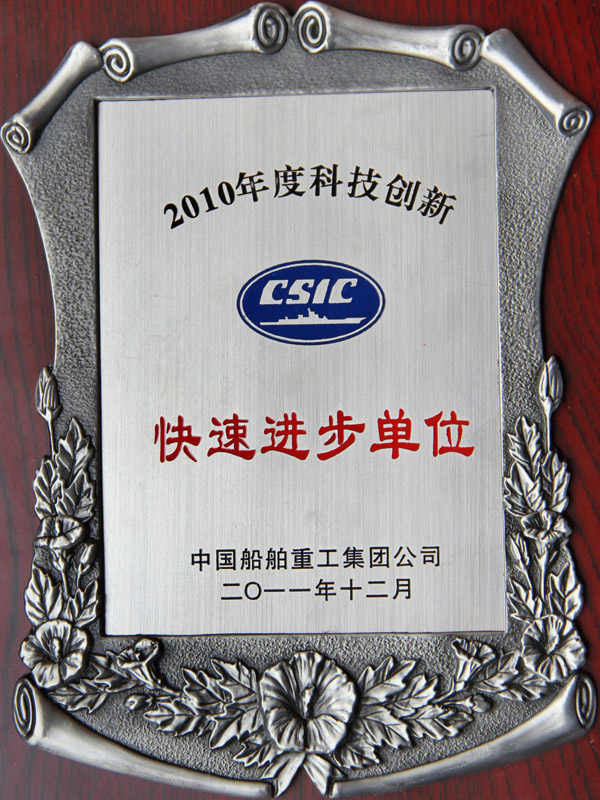 2010年度科技创新
CSIC
快速进步单位
中国船舶重工集团公司
二〇一一年十二月